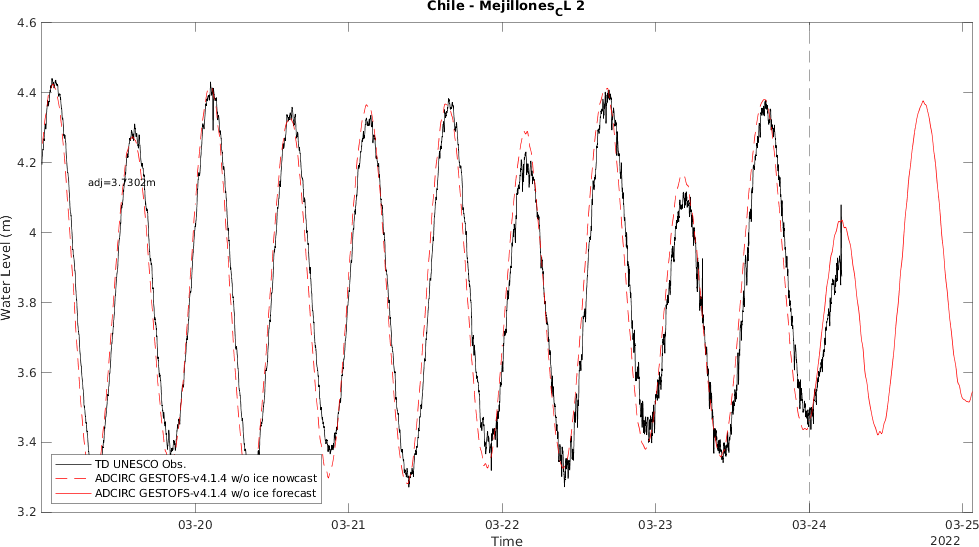 Chile - Mejillones_CL 2
4.6
4.4
4.2
4
3.8
3.6
3.4
3.2
Water Level (m)
adj=3.7302m
TD UNESCO Obs.
ADCIRC GESTOFS-v4.1.4 w/o ice nowcast
ADCIRC GESTOFS-v4.1.4 w/o ice forecast
03-20
03-21
03-22
03-23
03-24
03-25
Time
2022